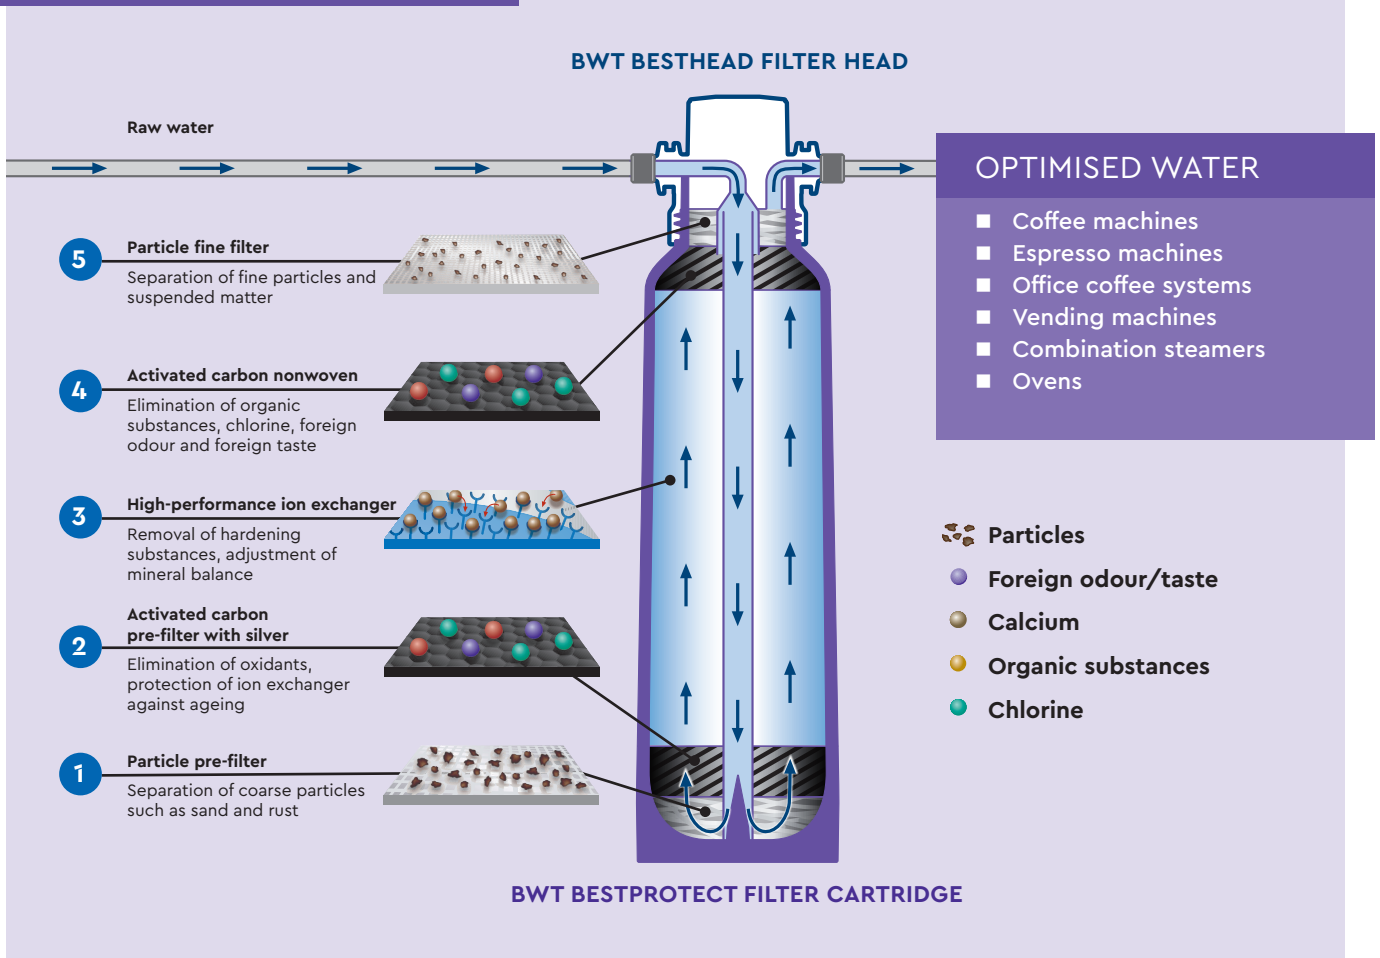 BWT BESTHEAD FILTER HEAD
Raw water
OPTIMISED WATER
Coffee machines
Espresso machines
Office coffee systems
Vending machines
Combination steamers
Ovens
5
Particle fine filter
Separation of fine particles and
suspended matter
4
Activated carbon nonwoven
Elimination of organic
substances, chlorine, foreign
odour and foreign taste
3
High-performance ion exchanger
Removal of hardening
substances, adjustment of
mineral balance
2
Activated carbon
pre-filter with silver
Elimination of oxidants,
protection of ion exchanger
against ageing
1
Particle pre-filter
Separation of coarse particles
such as sand and rust
Particles
Foreign odour/taste
Calcium
Organic substances
Chlorine
BWT BESTPROTECT FILTER CARTRIDGE